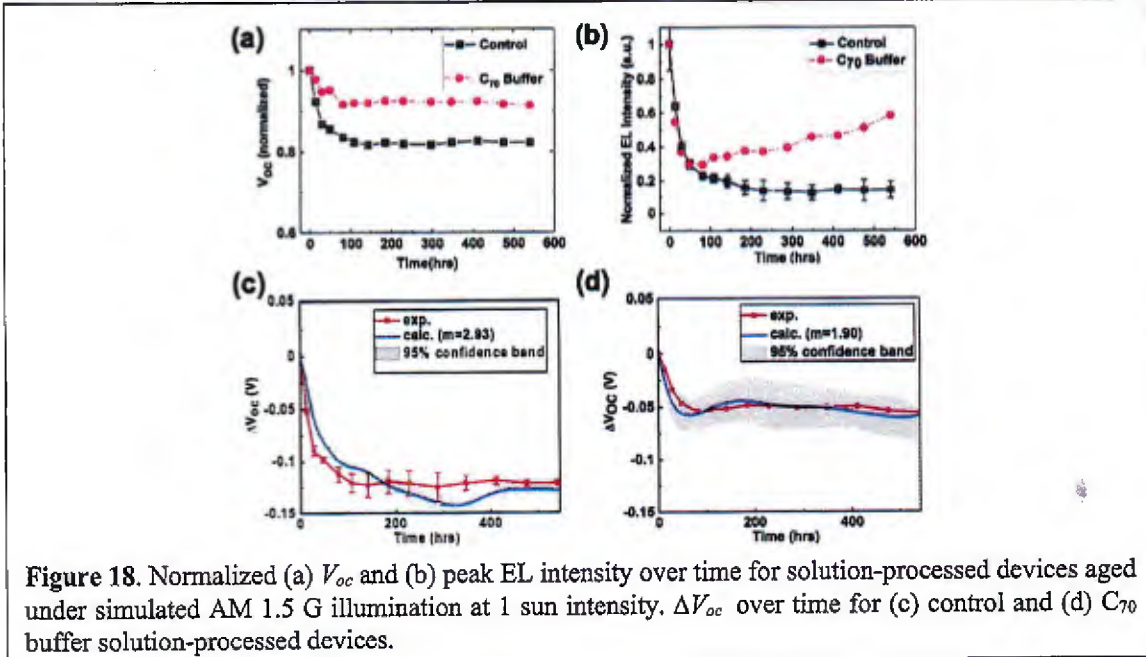 (a)
Control
C₇₀ Buffer
V_OC (normalized)
1
0.8
0.6
0 100 200 300 400 500 600
Time(hrs)
(b)
Control
C₇₀ Buffer
Normalized EL Intensity (a.u.)
1
0.8
0.6
0.4
0.2
0
0 100 200 300 400 500 600
Time (hrs)
(c)
exp.
calc. (m=2.93)
95% confidence band
ΔV_OC (V)
0.05
0
-0.05
-0.1
-0.15
0 200 400
Time (hrs)
(d)
exp.
calc. (m=1.90)
95% confidence band
ΔV_OC (V)
0.05
0
-0.05
-0.1
-0.15
0 200 400
Time (hrs)
Figure 18. Normalized (a) V_oc and (b) peak EL intensity over time for solution-processed devices aged
under simulated AM 1.5 G illumination at 1 sun intensity. ΔV_oc over time for (c) control and (d) C₇₀
buffer solution-processed devices.